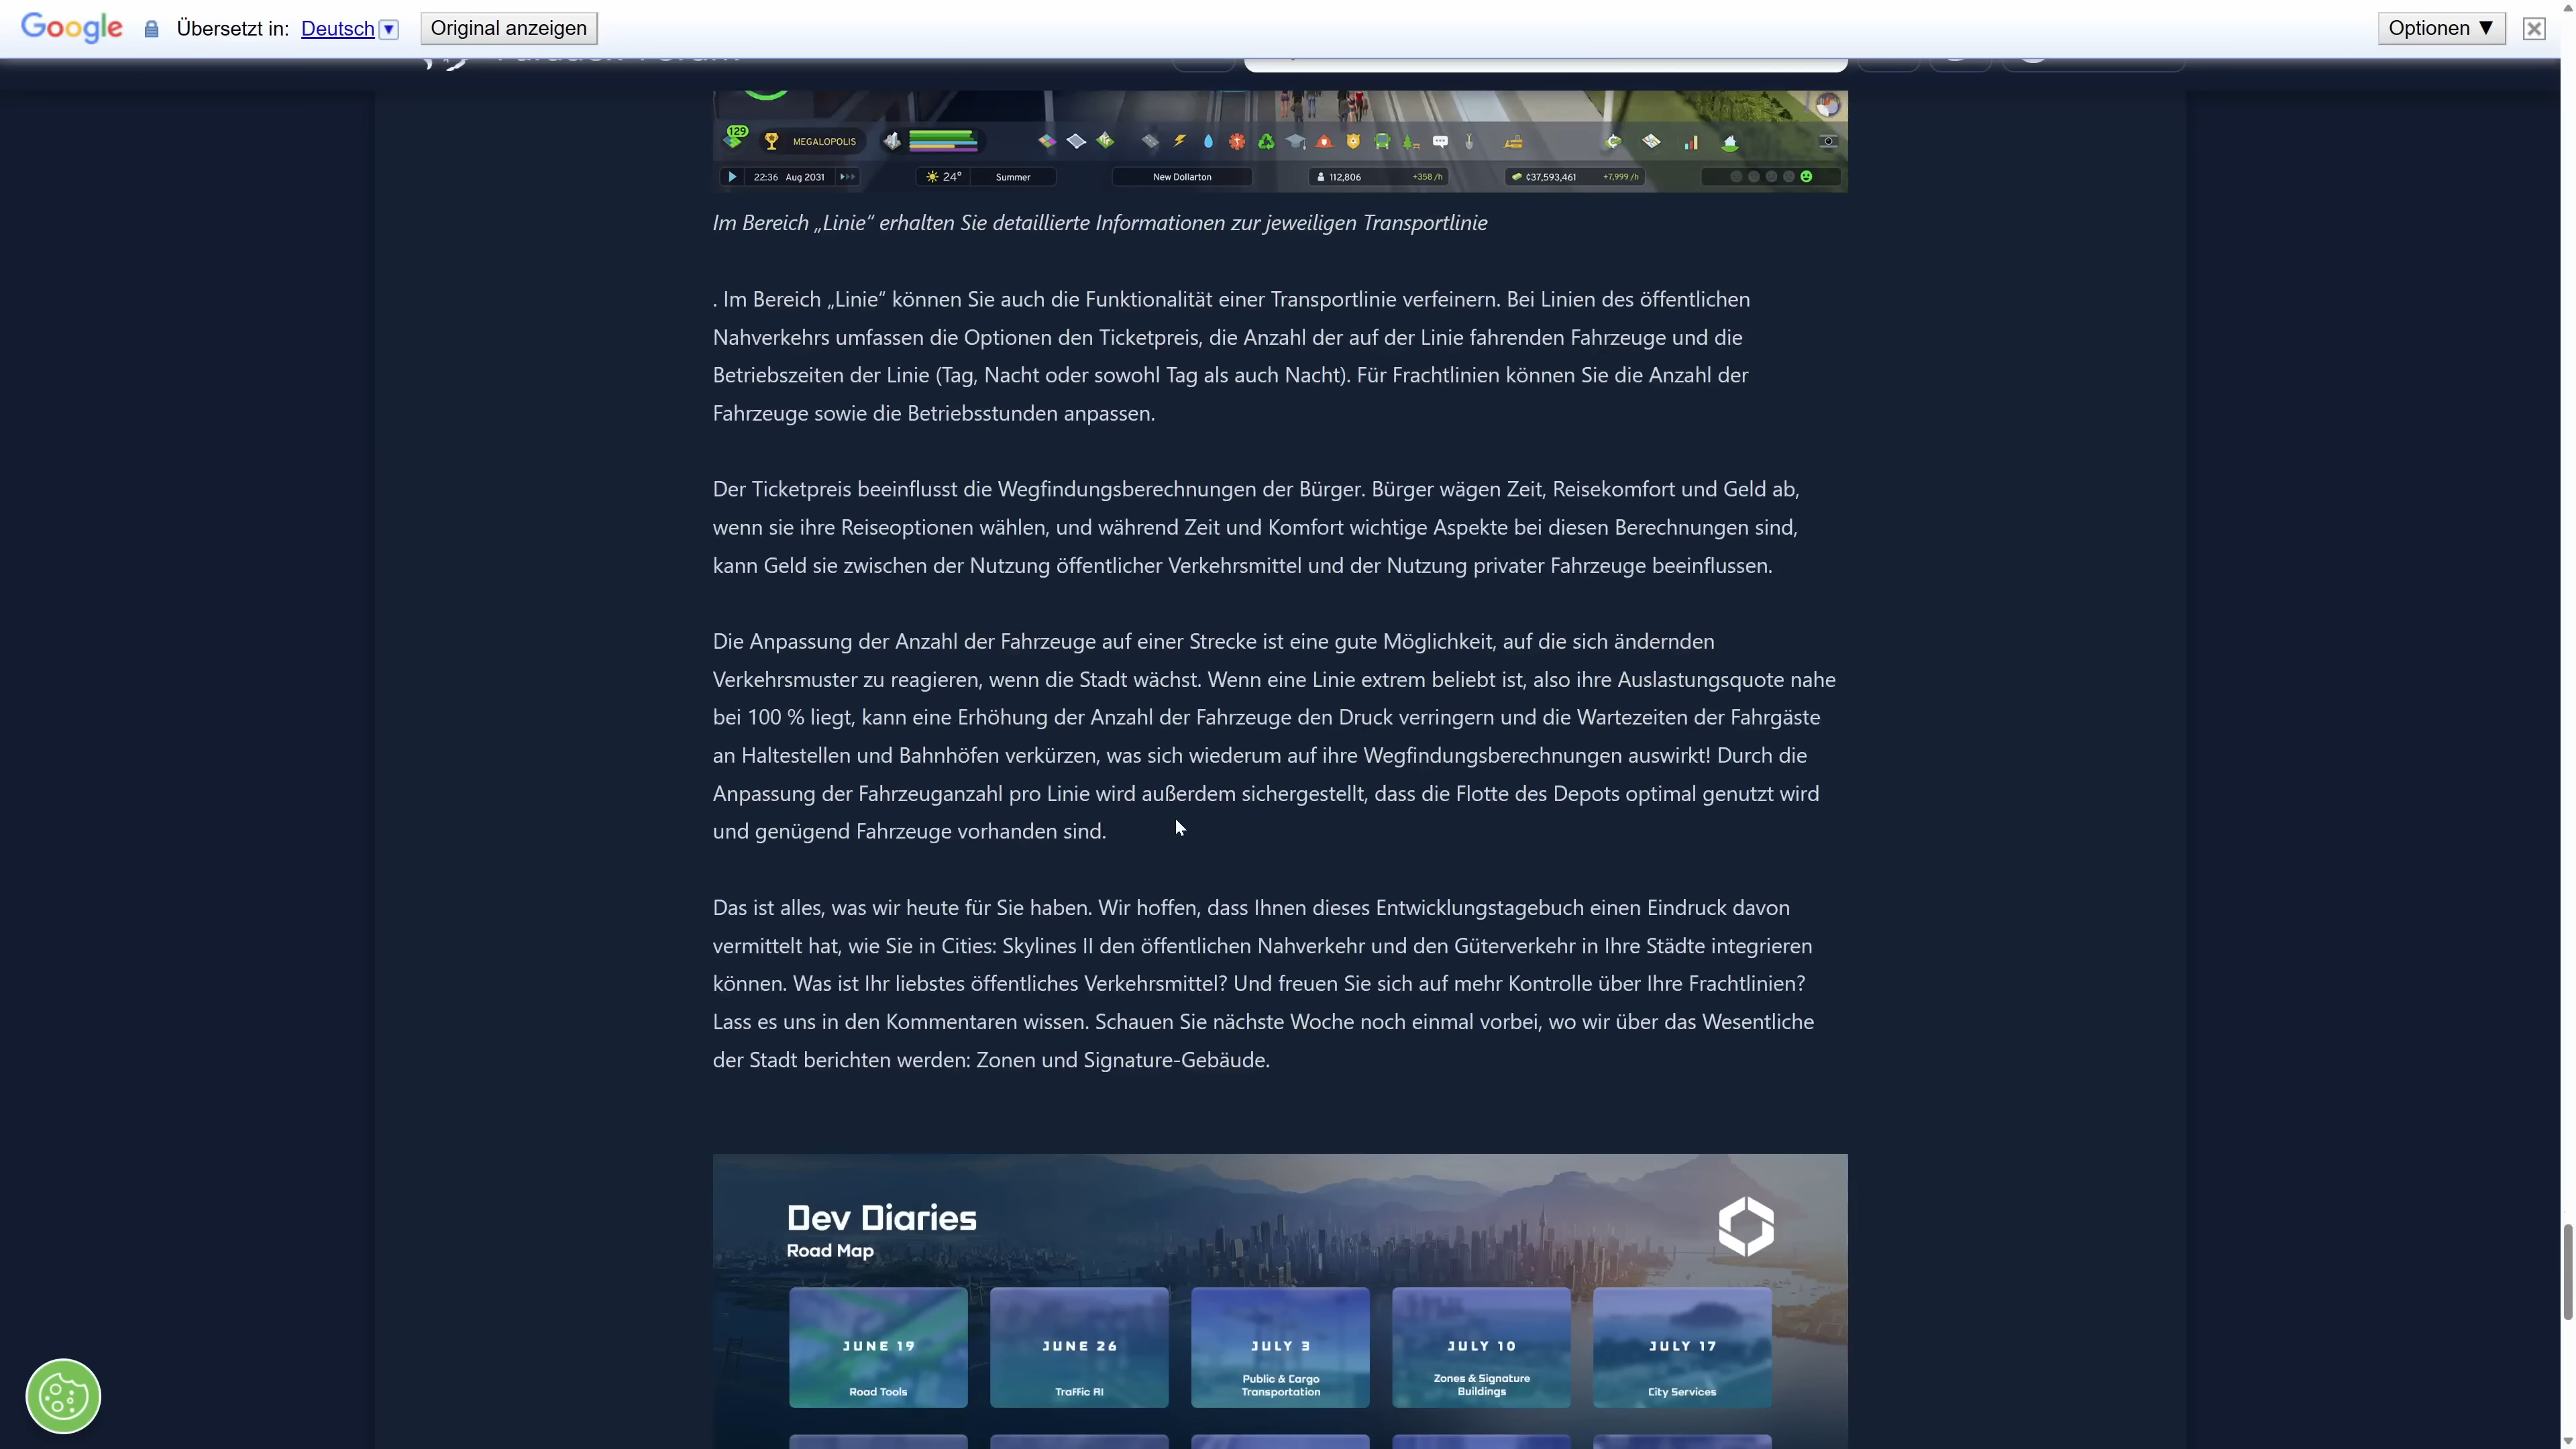 Google Übersetzt in: Deutsch Original anzeigen Optionen ▼
129 MEGALOPOLIS
22:36 Aug 2031 24° Summer New Dollarton 112,806 +358 /h ¢37,593,461 +7,999 /h
Im Bereich „Linie“ erhalten Sie detaillierte Informationen zur jeweiligen Transportlinie
. Im Bereich „Linie“ können Sie auch die Funktionalität einer Transportlinie verfeinern. Bei Linien des öffentlichen
Nahverkehrs umfassen die Optionen den Ticketpreis, die Anzahl der auf der Linie fahrenden Fahrzeuge und die
Betriebszeiten der Linie (Tag, Nacht oder sowohl Tag als auch Nacht). Für Frachtlinien können Sie die Anzahl der
Fahrzeuge sowie die Betriebsstunden anpassen.
Der Ticketpreis beeinflusst die Wegfindungsberechnungen der Bürger. Bürger wägen Zeit, Reisekomfort und Geld ab,
wenn sie ihre Reiseoptionen wählen, und während Zeit und Komfort wichtige Aspekte bei diesen Berechnungen sind,
kann Geld sie zwischen der Nutzung öffentlicher Verkehrsmittel und der Nutzung privater Fahrzeuge beeinflussen.
Die Anpassung der Anzahl der Fahrzeuge auf einer Strecke ist eine gute Möglichkeit, auf die sich ändernden
Verkehrsmuster zu reagieren, wenn die Stadt wächst. Wenn eine Linie extrem beliebt ist, also ihre Auslastungsquote nahe
bei 100 % liegt, kann eine Erhöhung der Anzahl der Fahrzeuge den Druck verringern und die Wartezeiten der Fahrgäste
an Haltestellen und Bahnhöfen verkürzen, was sich wiederum auf ihre Wegfindungsberechnungen auswirkt! Durch die
Anpassung der Fahrzeuganzahl pro Linie wird außerdem sichergestellt, dass die Flotte des Depots optimal genutzt wird
und genügend Fahrzeuge vorhanden sind.
Das ist alles, was wir heute für Sie haben. Wir hoffen, dass Ihnen dieses Entwicklungstagebuch einen Eindruck davon
vermittelt hat, wie Sie in Cities: Skylines II den öffentlichen Nahverkehr und den Güterverkehr in Ihre Städte integrieren
können. Was ist Ihr liebstes öffentliches Verkehrsmittel? Und freuen Sie sich auf mehr Kontrolle über Ihre Frachtlinien?
Lass es uns in den Kommentaren wissen. Schauen Sie nächste Woche noch einmal vorbei, wo wir über das Wesentliche
der Stadt berichten werden: Zonen und Signature-Gebäude.
Dev Diaries
Road Map
JUNE 19 JUNE 26 JULY 3 JULY 10 JULY 17
Road Tools Traffic AI Public & Cargo Transportation Zones & Signature Buildings City Services